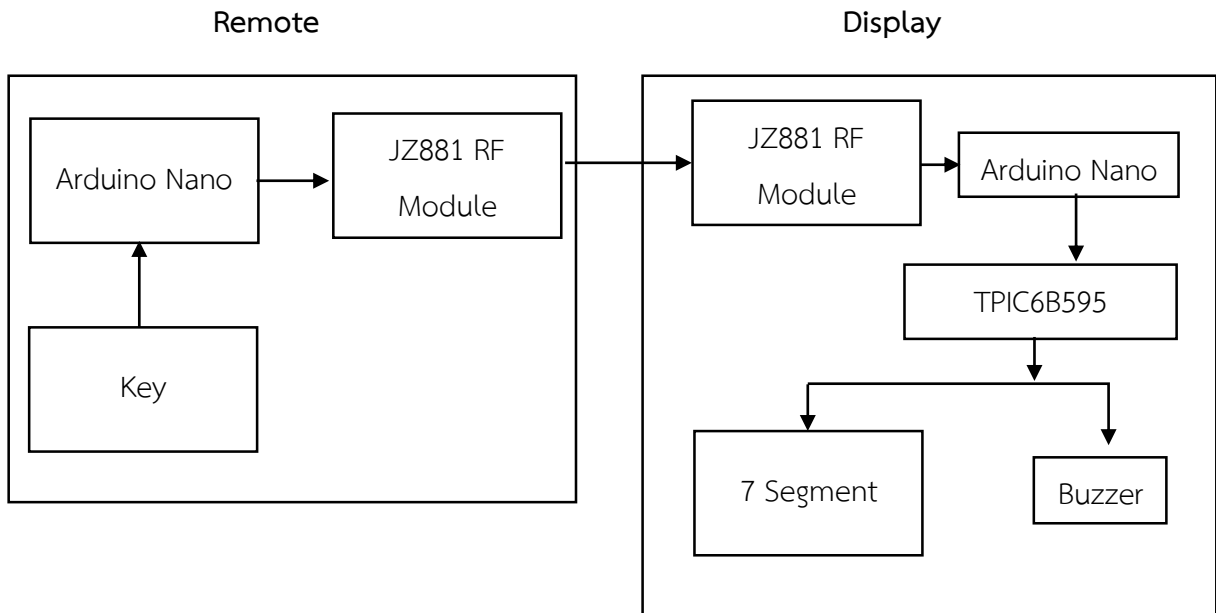 Remote
Display
Arduino Nano
JZ881 RF
Module
Key
JZ881 RF
Module
Arduino Nano
TPIC6B595
7 Segment
Buzzer